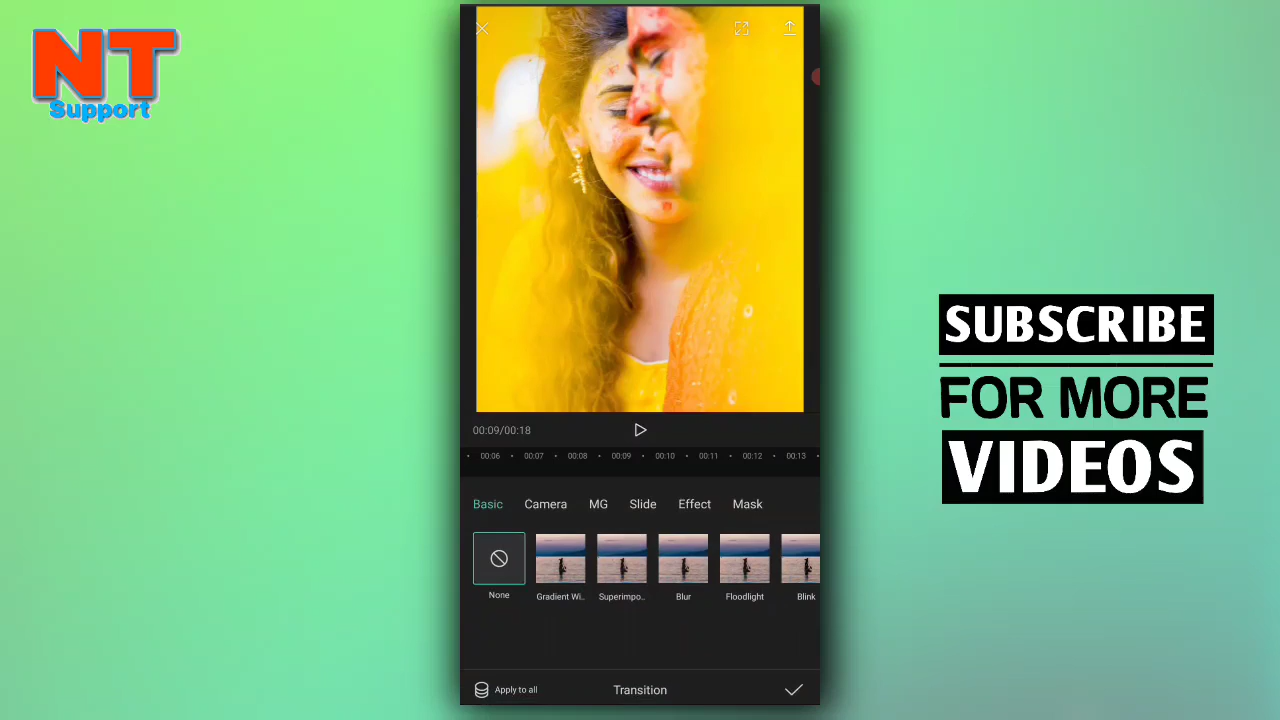 NT
Support
00:09/00:18
00:06 00:07 00:08 00:09 00:10 00:11 00:12 00:13
Basic Camera MG Slide Effect Mask
None Gradient Wi.. Superimpo.. Blur Floodlight Blink
Apply to all Transition
SUBSCRIBE
FOR MORE
VIDEOS